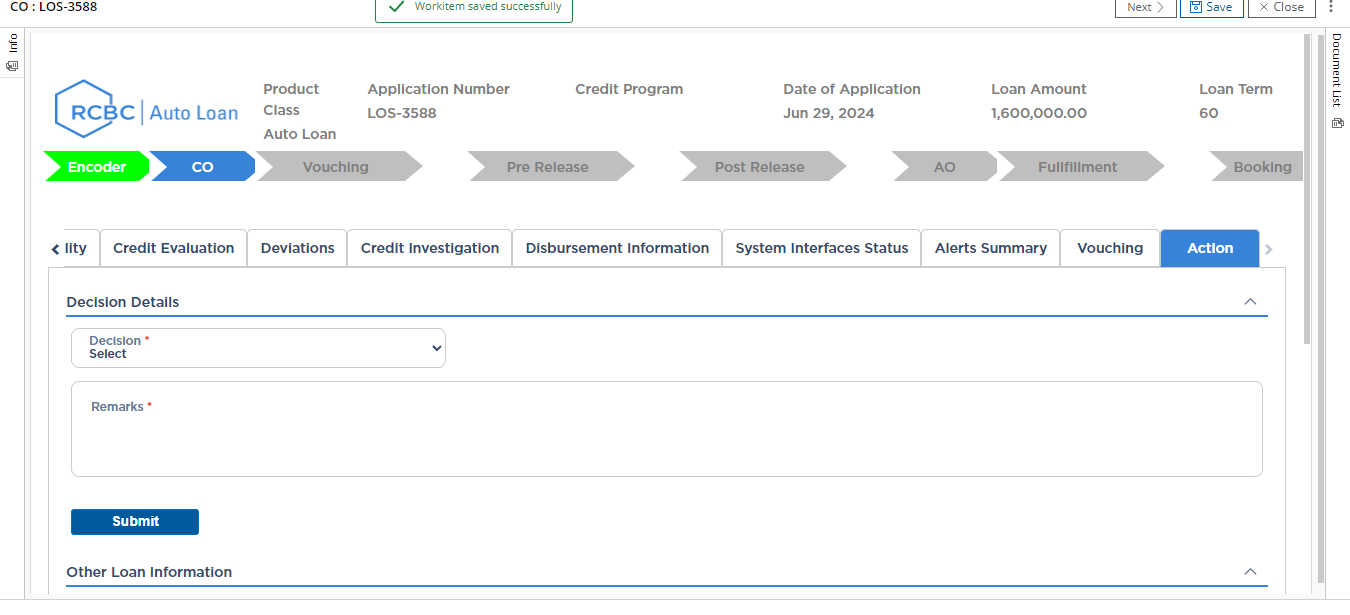 CO : LOS-3588
Workitem saved successfully
Next
Save
Close
Info
Document List
RCBC Auto Loan
Product Class
Auto Loan
Application Number
LOS-3588
Credit Program
Date of Application
Jun 29, 2024
Loan Amount
1,600,000.00
Loan Term
60
Encoder
CO
Vouching
Pre Release
Post Release
AO
Fullfillment
Booking
lity
Credit Evaluation
Deviations
Credit Investigation
Disbursement Information
System Interfaces Status
Alerts Summary
Vouching
Action
Decision Details
Decision *
Select
Remarks *
Submit
Other Loan Information